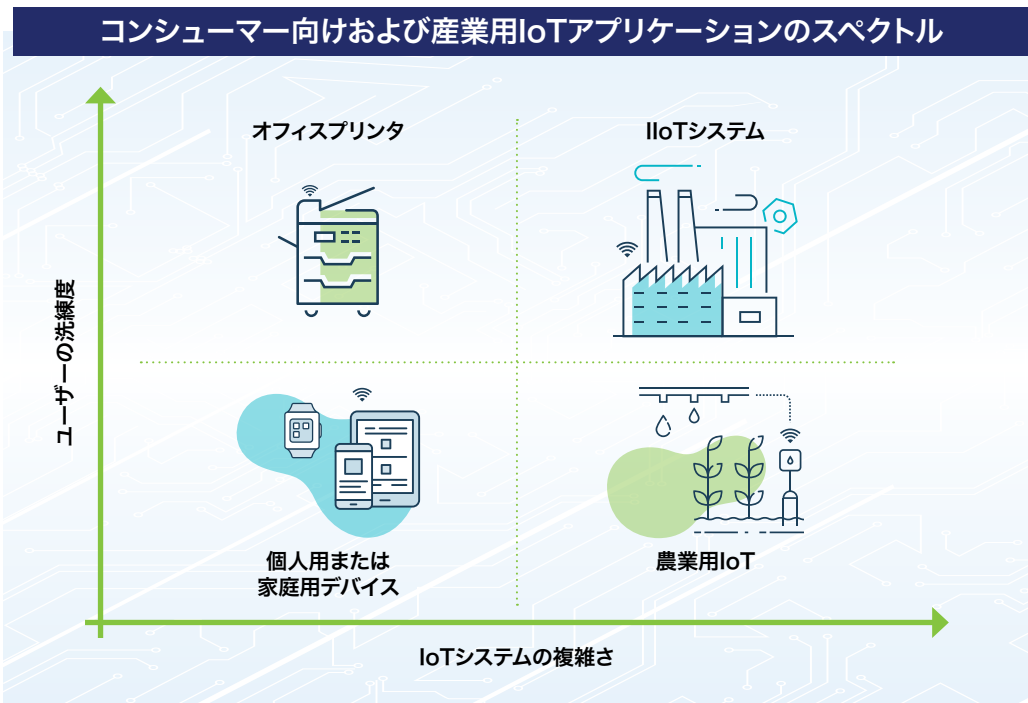 コンシューマー向けおよび産業用IoTアプリケーションのスペクトル
オフィスプリンタ
IIoTシステム
ユーザーの洗練度
個人用または
家庭用デバイス
農業用IoT
IoTシステムの複雑さ